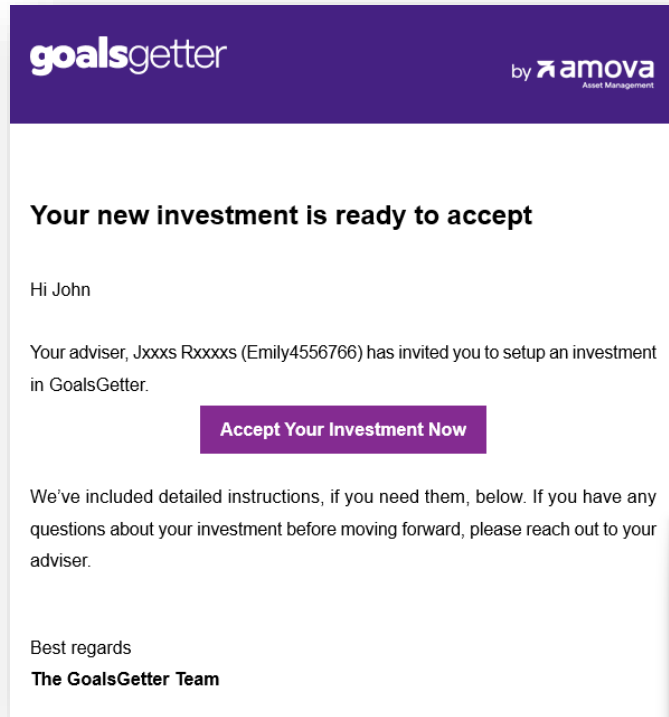 goalsgetter
by amova
Asset Management
Your new investment is ready to accept
Hi John
Your adviser, Jxxxs Rxxxxs (Emily4556766) has invited you to setup an investment
in GoalsGetter.
Accept Your Investment Now
We've included detailed instructions, if you need them, below. If you have any
questions about your investment before moving forward, please reach out to your
adviser.
Best regards
The GoalsGetter Team